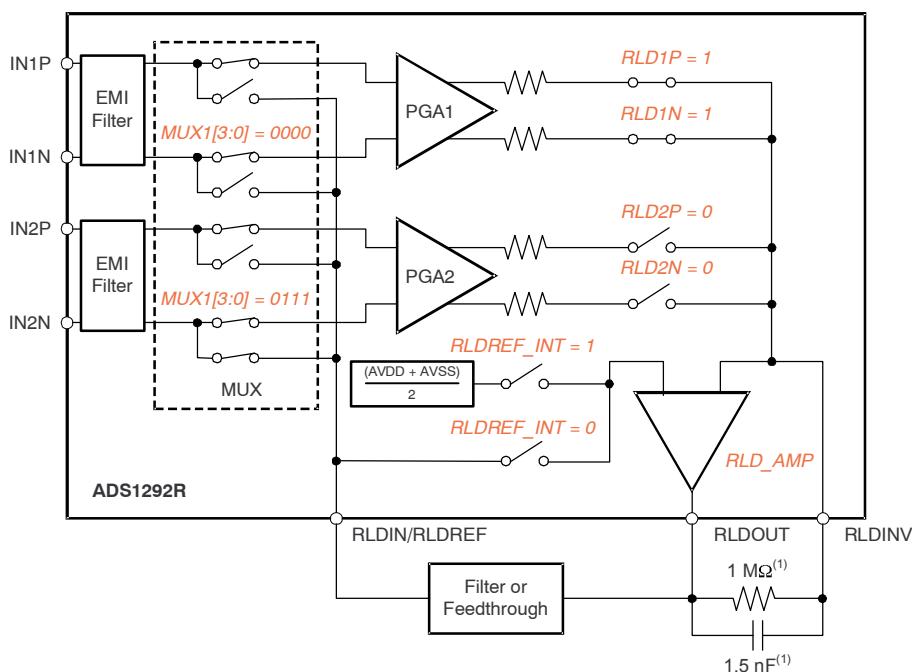 IN1P
EMI
Filter
IN1N
MUX1[3:0] = 0000
PGA1
RLD1P = 1
RLD1N = 1
IN2P
EMI
Filter
IN2N
MUX1[3:0] = 0111
MUX
PGA2
RLD2P = 0
RLD2N = 0
RLDREF_INT = 1
(AVDD + AVSS)
2
RLDREF_INT = 0
RLD_AMP
ADS1292R
RLDIN/RLDREF
RLDOUT
RLDINV
Filter or
Feedthrough
1 MΩ(1)
1.5 nF(1)